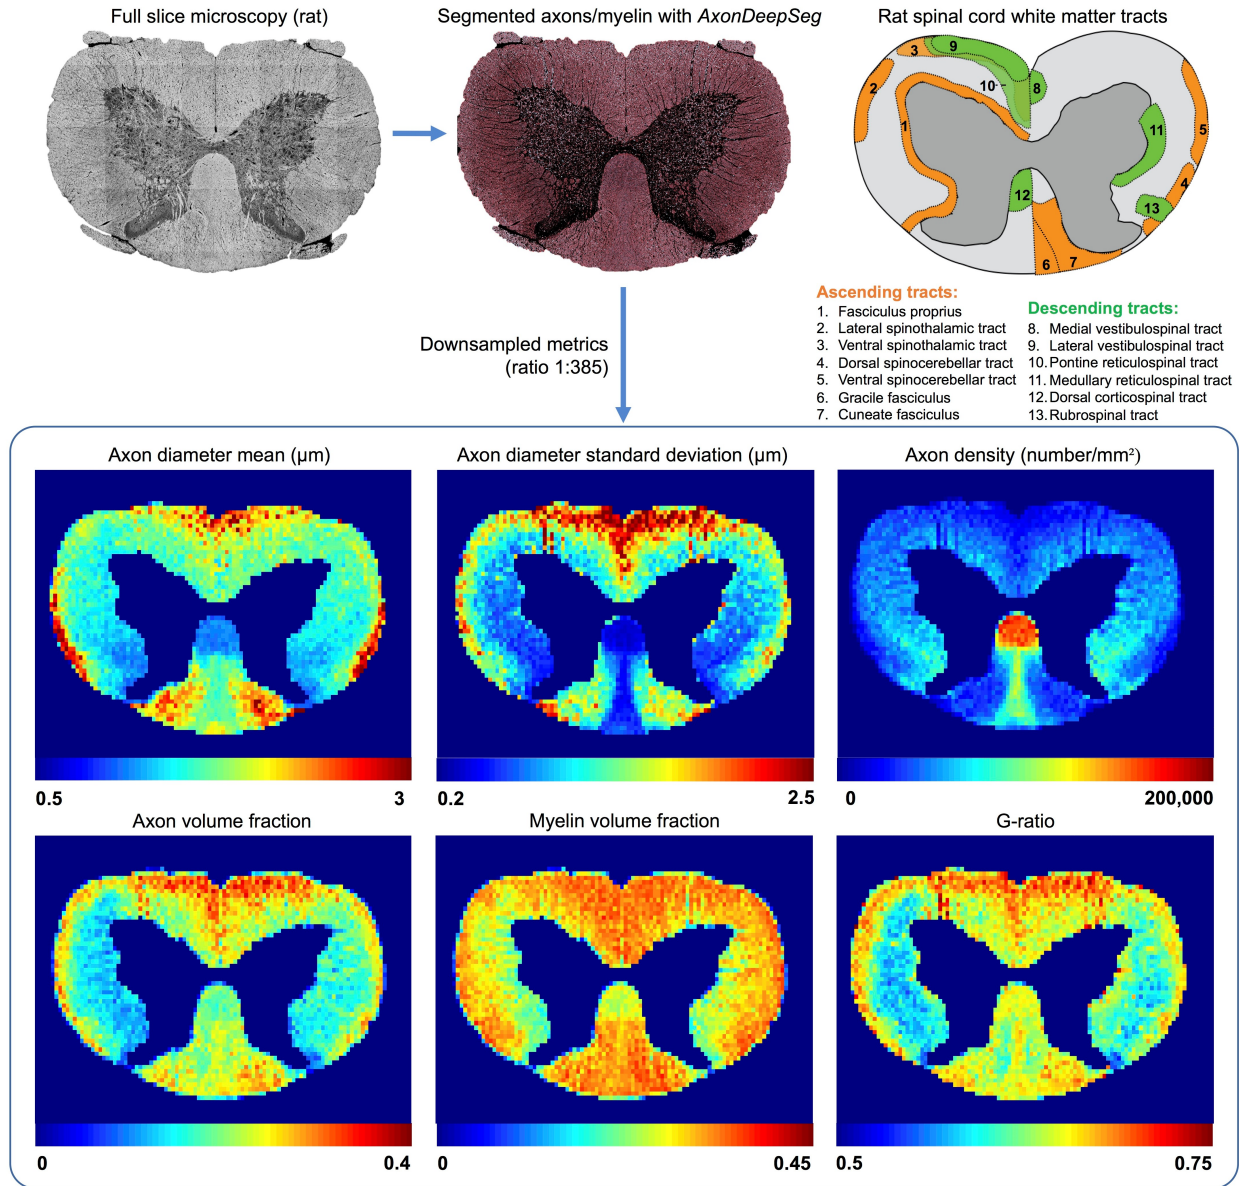 Full slice microscopy (rat)
Segmented axons/myelin with AxonDeepSeg
Rat spinal cord white matter tracts
3
9
2
10
8
1
11
5
4
12
13
6
7
Ascending tracts:
1. Fasciculus proprius
2. Lateral spinothalamic tract
3. Ventral spinothalamic tract
4. Dorsal spinocerebellar tract
5. Ventral spinocerebellar tract
6. Gracile fasciculus
7. Cuneate fasciculus
Descending tracts:
8. Medial vestibulospinal tract
9. Lateral vestibulospinal tract
10. Pontine reticulospinal tract
11. Medullary reticulospinal tract
12. Dorsal corticospinal tract
13. Rubrospinal tract
Downsampled metrics
(ratio 1:385)
Axon diameter mean (µm)
Axon diameter standard deviation (µm)
Axon density (number/mm²)
0.5 3
0.2 2.5
0 200,000
Axon volume fraction
Myelin volume fraction
G-ratio
0 0.4
0 0.45
0.5 0.75